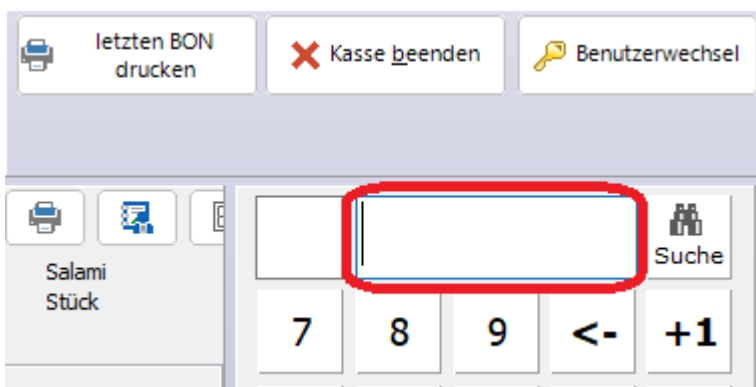 letzten BON
drucken
Kasse beenden
Benutzerwechsel
Salami
Stück
Suche
7 8 9 <- +1